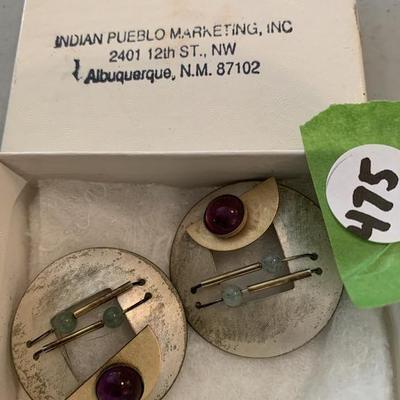 INDIAN PUEBLO MARKETING, INC
2401 12th ST., NW
Albuquerque, N.M. 87102
475